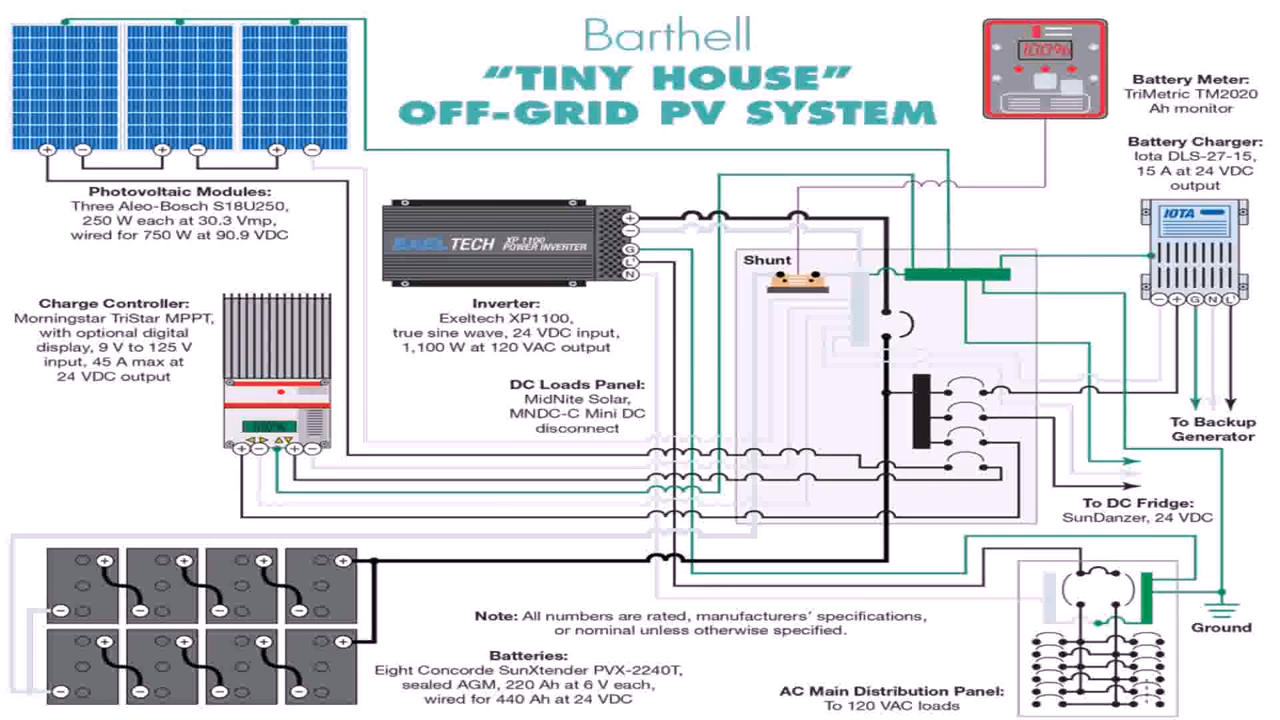 Barthell
“TINY HOUSE”
OFF-GRID PV SYSTEM
Battery Meter:
TriMetric TM2020
Ah monitor
Battery Charger:
Iota DLS-27-15,
15 A at 24 VDC
output
Photovoltaic Modules:
Three Aleo-Bosch S18U250,
250 W each at 30.3 Vmp,
wired for 750 W at 90.9 VDC
EXELTECH XP 1100
POWER INVERTER
+
−
G
L
N
IOTA
− + G N L
Shunt
Charge Controller:
Morningstar TriStar MPPT,
with optional digital
display, 9 V to 125 V
input, 45 A max at
24 VDC output
Inverter:
Exeltech XP1100,
true sine wave, 24 VDC input,
1,100 W at 120 VAC output
DC Loads Panel:
MidNite Solar,
MNDC-C Mini DC
disconnect
To Backup
Generator
To DC Fridge:
SunDanzer, 24 VDC
Ground
Note: All numbers are rated, manufacturers’ specifications,
or nominal unless otherwise specified.
Batteries:
Eight Concorde SunXtender PVX-2240T,
sealed AGM, 220 Ah at 6 V each,
wired for 440 Ah at 24 VDC
AC Main Distribution Panel:
To 120 VAC loads